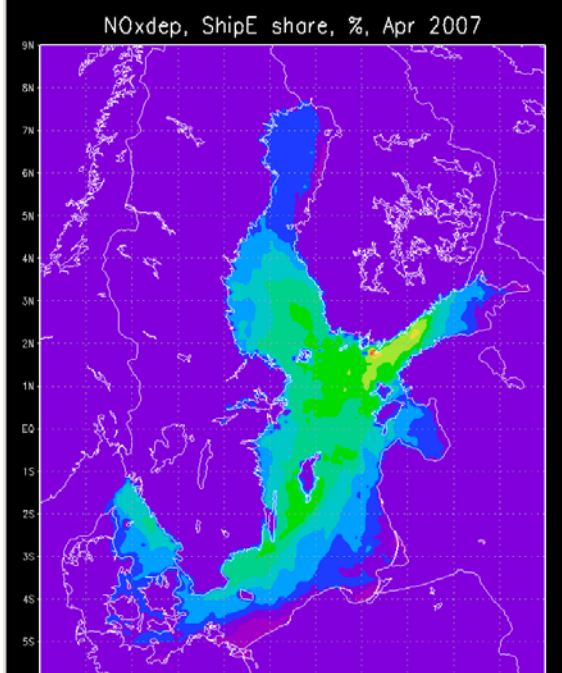 NOxdep, ShipE share, %, Apr 2007
9N
8N
7N
6N
5N
4N
3N
2N
1N
EQ
1S
2S
3S
4S
5S